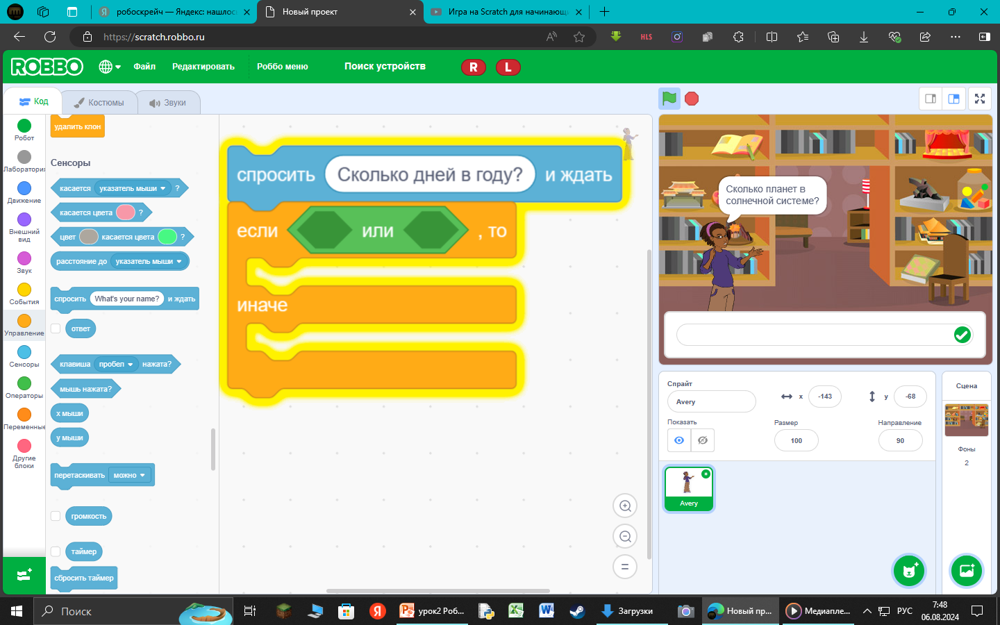 робоскрейч — Яндекс: нашлос
Новый проект
Игра на Scratch для начинающ
https://scratch.robbo.ru
HLS
ROBBO
Файл
Редактировать
Роббо меню
Поиск устройств
R
L
Код
Костюмы
Звуки
Робот
Лаборатория
Движение
Внешний
вид
Звук
События
Управление
Сенсоры
Операторы
Переменные
Другие
блоки
удалить клон
Сенсоры
касается указатель мыши ?
касается цвета ?
цвет касается цвета ?
расстояние до указатель мыши
спросить What's your name? и ждать
ответ
клавиша пробел нажата?
мышь нажата?
x мыши
y мыши
перетаскивать можно
громкость
таймер
сбросить таймер
спросить Сколько дней в году? и ждать
если или , то
иначе
Сколько планет в
солнечной системе?
Спрайт
Avery
x -143
y -68
Показать
Размер
100
Направление
90
Avery
Сцена
Фоны
2
Поиск
урок2 Роб...
Загрузки
Новый пр...
Медиапле...
РУС
7:48
06.08.2024